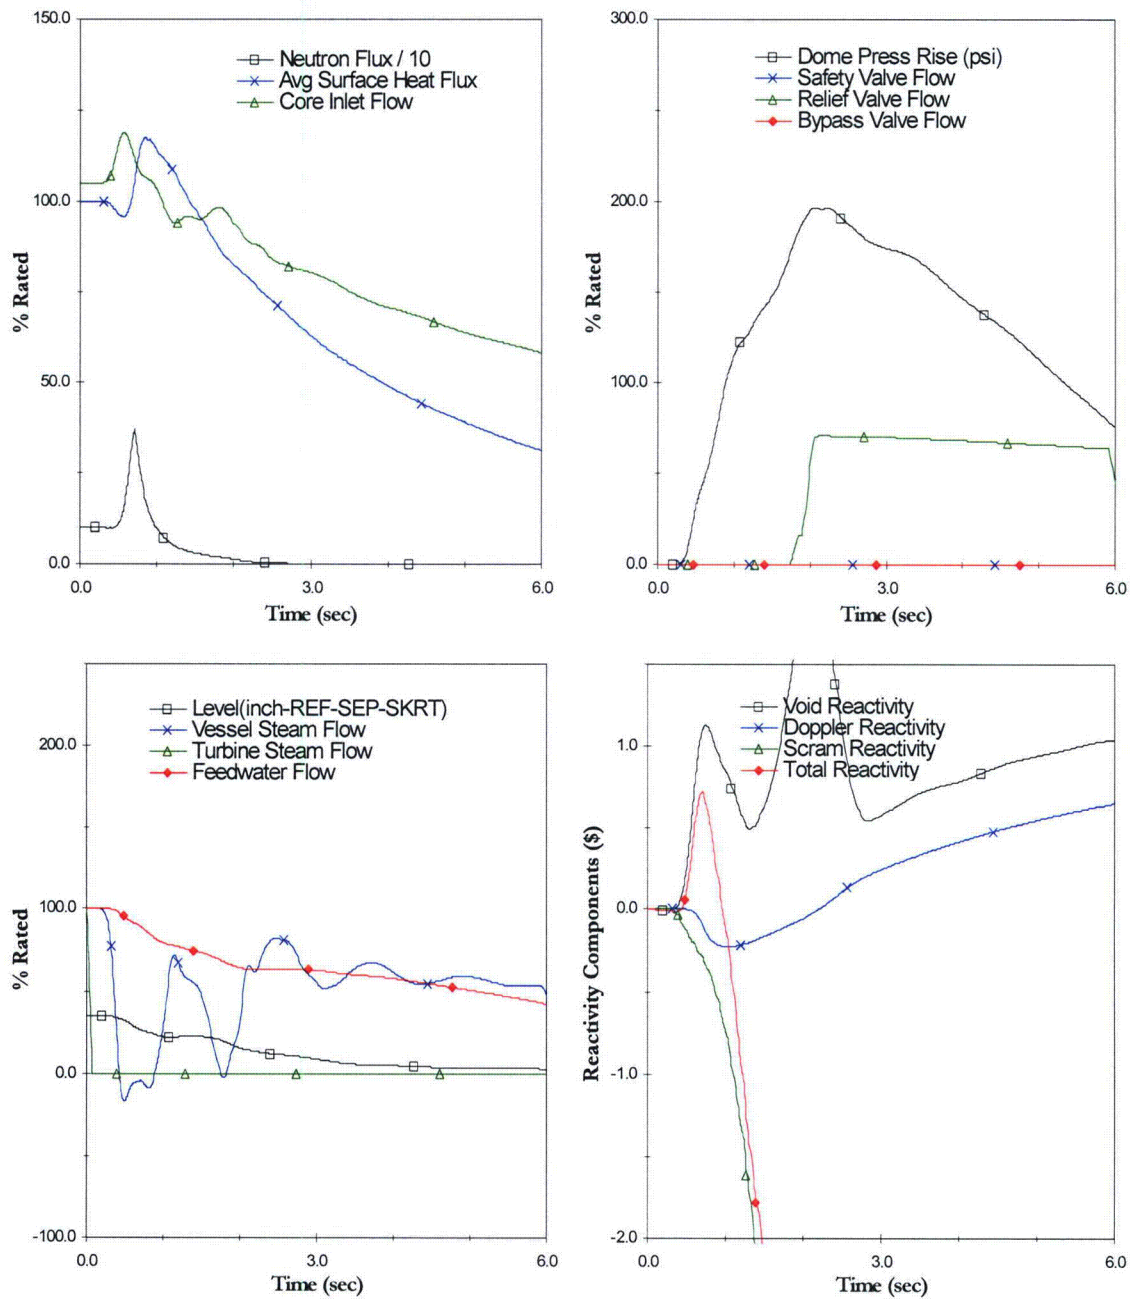 150.0
Neutron Flux / 10
Avg Surface Heat Flux
Core Inlet Flow
100.0
% Rated
50.0
0.0
0.0
3.0
6.0
Time (sec)
300.0
Dome Press Rise (psi)
Safety Valve Flow
Relief Valve Flow
Bypass Valve Flow
200.0
% Rated
100.0
0.0
0.0
3.0
6.0
Time (sec)
Level(inch-REF-SEP-SKRT)
Vessel Steam Flow
Turbine Steam Flow
Feedwater Flow
200.0
% Rated
100.0
0.0
-100.0
0.0
3.0
6.0
Time (sec)
Void Reactivity
Doppler Reactivity
Scram Reactivity
Total Reactivity
1.0
Reactivity Components ($)
0.0
-1.0
-2.0
0.0
3.0
6.0
Time (sec)